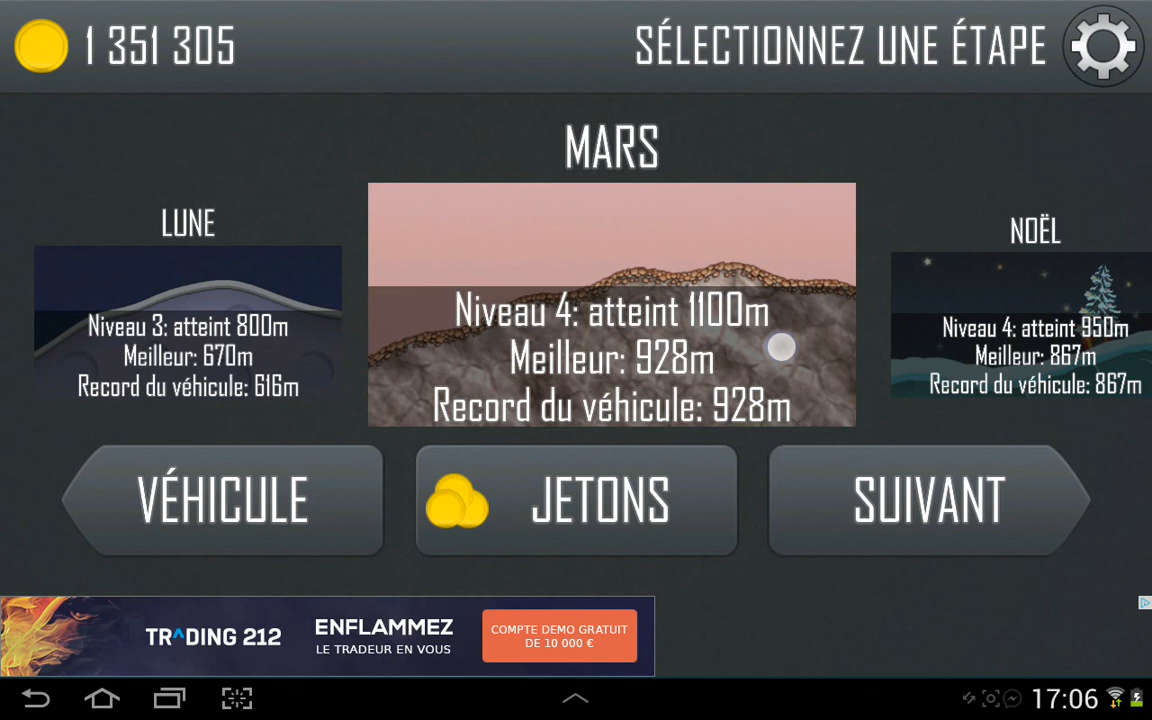 1 351 305
SÉLECTIONNEZ UNE ÉTAPE
MARS
LUNE
NOËL
Niveau 3: atteint 800m
Meilleur: 670m
Record du véhicule: 616m
Niveau 4: atteint 1100m
Meilleur: 928m
Record du véhicule: 928m
Niveau 4: atteint 950m
Meilleur: 867m
Record du véhicule: 867m
VÉHICULE
JETONS
SUIVANT
TRADING 212
ENFLAMMEZ
LE TRADEUR EN VOUS
COMPTE DEMO GRATUIT
DE 10 000 €
17:06